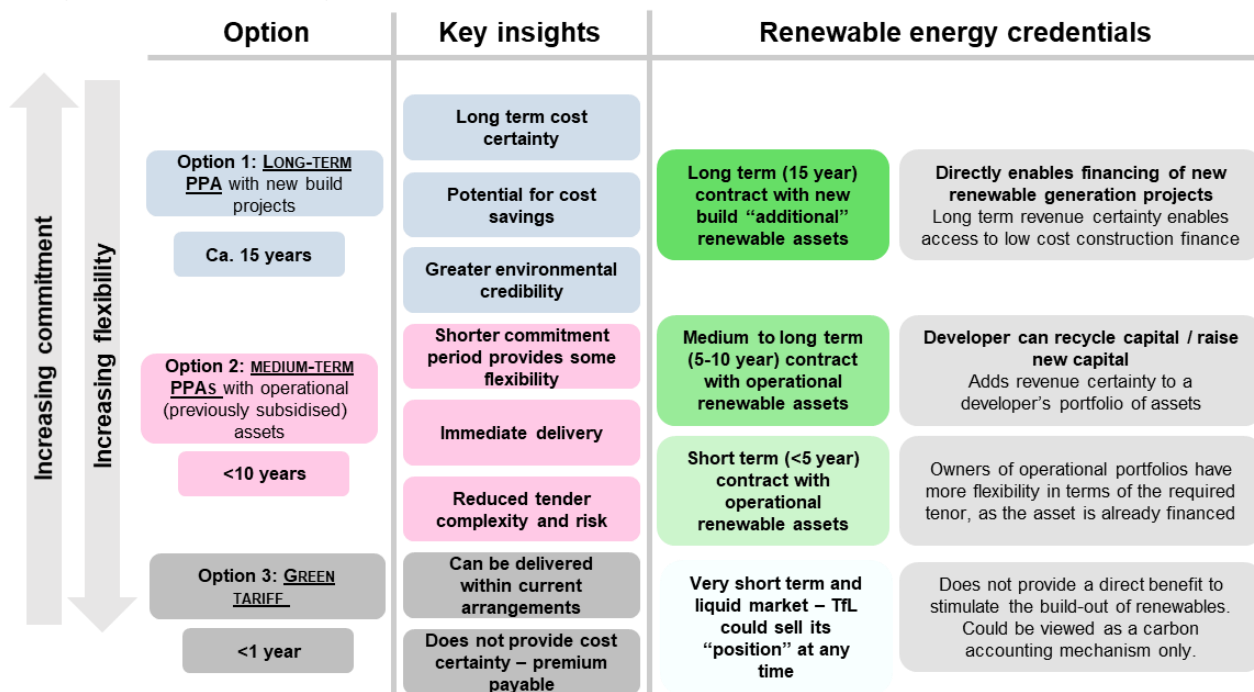 Option
Key insights
Renewable energy credentials
Increasing commitment
Increasing flexibility
Option 1: LONG-TERM
PPA with new build
projects
Ca. 15 years
Long term cost
certainty
Potential for cost
savings
Greater environmental
credibility
Long term (15 year)
contract with new
build “additional”
renewable assets
Directly enables financing of new
renewable generation projects
Long term revenue certainty enables
access to low cost construction finance
Option 2: MEDIUM-TERM
PPAS with operational
(previously subsidised)
assets
<10 years
Shorter commitment
period provides some
flexibility
Immediate delivery
Reduced tender
complexity and risk
Medium to long term
(5-10 year) contract
with operational
renewable assets
Developer can recycle capital / raise
new capital
Adds revenue certainty to a
developer’s portfolio of assets
Short term (<5 year)
contract with
operational
renewable assets
Owners of operational portfolios have
more flexibility in terms of the required
tenor, as the asset is already financed
Option 3: GREEN
TARIFF
<1 year
Can be delivered
within current
arrangements
Does not provide cost
certainty – premium
payable
Very short term and
liquid market – TfL
could sell its
“position” at any
time
Does not provide a direct benefit to
stimulate the build-out of renewables.
Could be viewed as a carbon
accounting mechanism only.